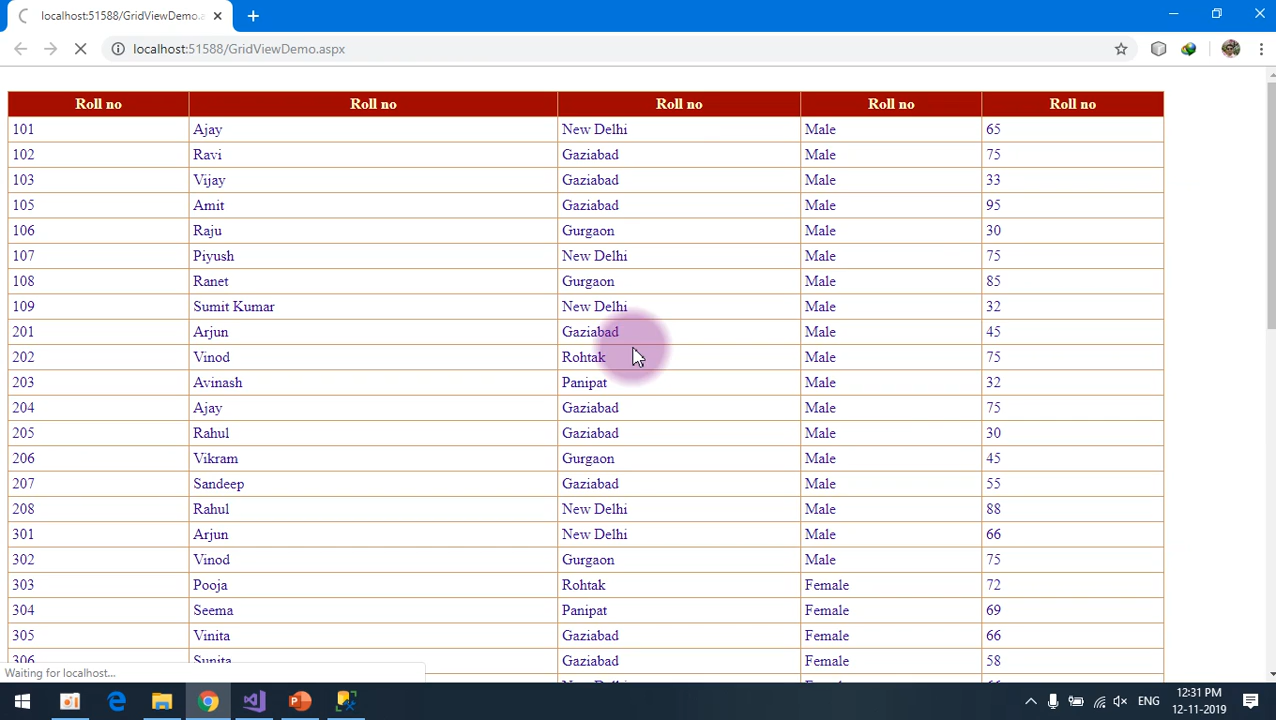 localhost:51588/GridViewDemo.a
localhost:51588/GridViewDemo.aspx
Roll no Roll no Roll no Roll no Roll no
101 Ajay New Delhi Male 65
102 Ravi Gaziabad Male 75
103 Vijay Gaziabad Male 33
105 Amit Gaziabad Male 95
106 Raju Gurgaon Male 30
107 Piyush New Delhi Male 75
108 Ranet Gurgaon Male 85
109 Sumit Kumar New Delhi Male 32
201 Arjun Gaziabad Male 45
202 Vinod Rohtak Male 75
203 Avinash Panipat Male 32
204 Ajay Gaziabad Male 75
205 Rahul Gaziabad Male 30
206 Vikram Gurgaon Male 45
207 Sandeep Gaziabad Male 55
208 Rahul New Delhi Male 88
301 Arjun New Delhi Male 66
302 Vinod Gurgaon Male 75
303 Pooja Rohtak Female 72
304 Seema Panipat Female 69
305 Vinita Gaziabad Female 66
306 Sunita Gaziabad Female 58
Waiting for localhost...
ENG
12:31 PM
12-11-2019